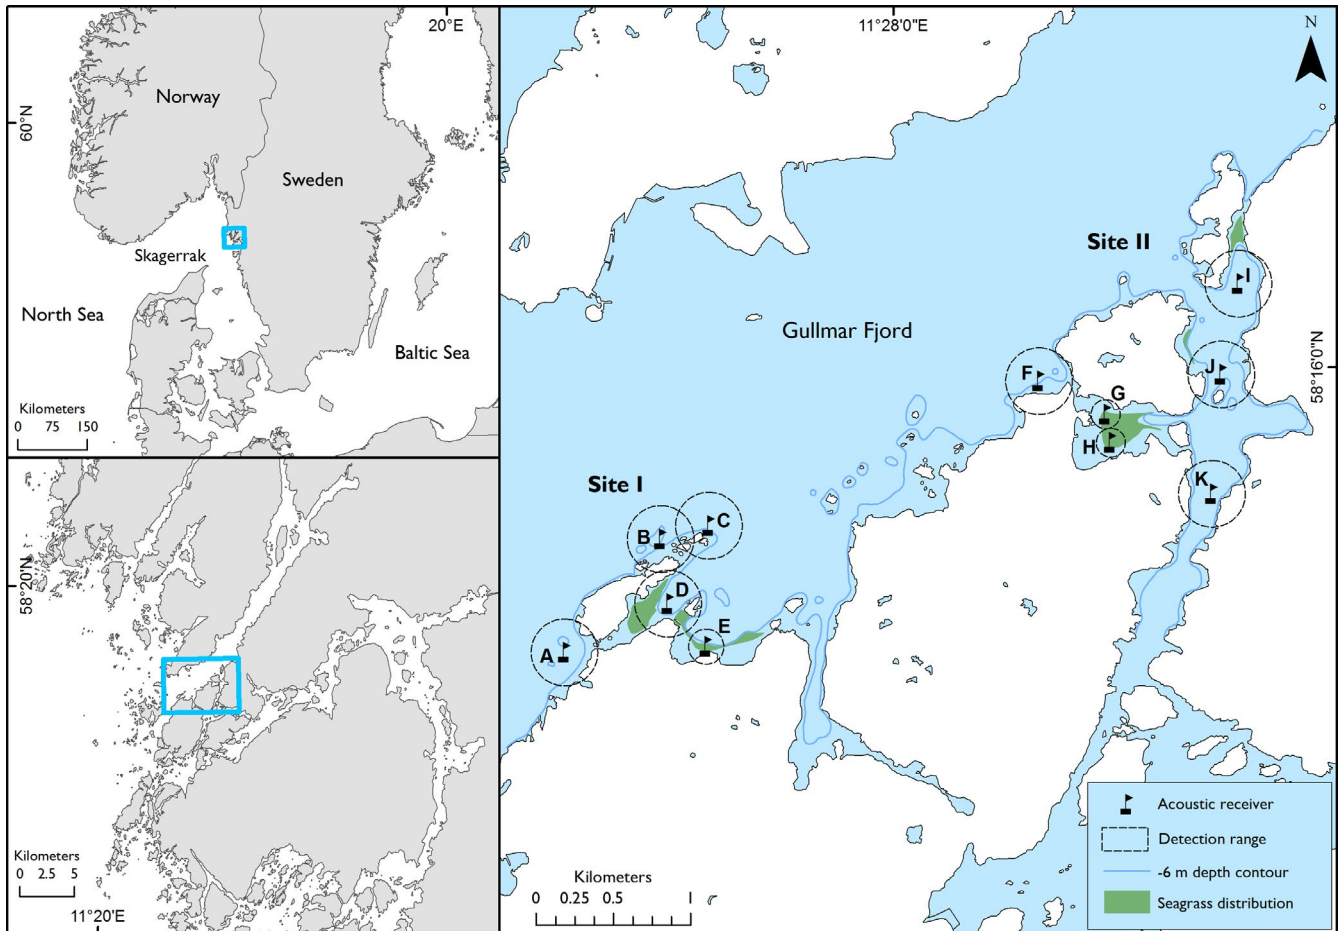 20°E
60°N
Norway
Sweden
Skagerrak
North Sea
Baltic Sea
Kilometers
0 75 150
58°20'N
Kilometers
0 2.5 5
11°20'E
11°28'0"E
N
Site II
I
Gullmar Fjord
58°16'0"N
F
J
G
H
K
Site I
B
C
D
E
A
Kilometers
0 0.5 1
Acoustic receiver
Detection range
-6 m depth contour
Seagrass distribution